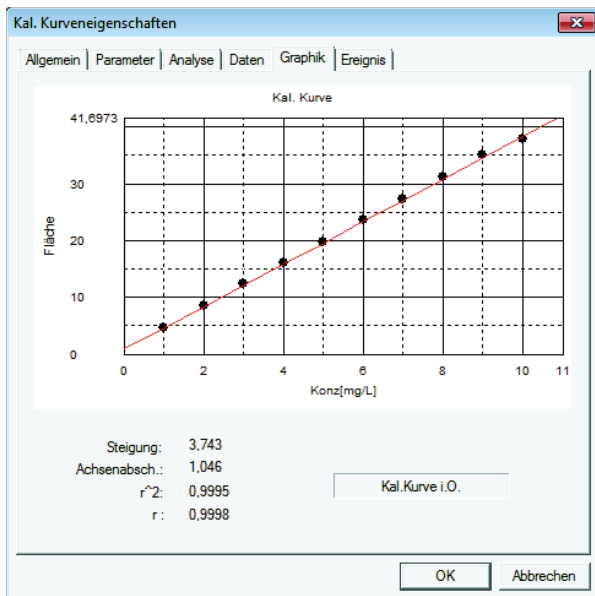 Kal. Kurveneigenschaften
Allgemein Parameter Analyse Daten Graphik Ereignis
Kal. Kurve
41,6973
30
20
10
0
Fläche
0 2 4 6 8 10 11
Konz[mg/L]
Steigung: 3,743
Achsenabsch.: 1,046
r^2: 0,9995
r : 0,9998
Kal.Kurve i.O.
OK Abbrechen